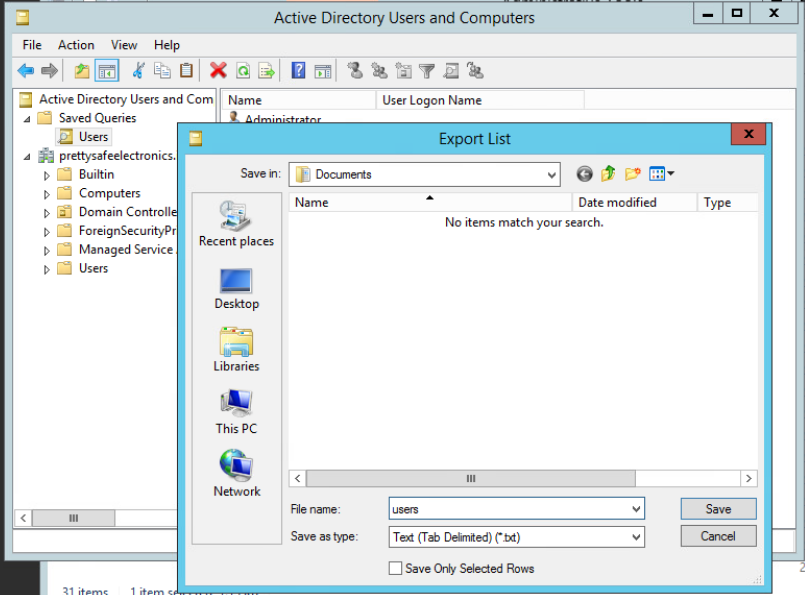 Active Directory Users and Computers
File Action View Help
Active Directory Users and Com
Name User Logon Name
Saved Queries
Administrator
Users
prettysafeelectronics.
Builtin
Computers
Domain Controlle
ForeignSecurityPr
Managed Service
Users
Export List
Save in: Documents
Name Date modified Type
No items match your search.
Recent places
Desktop
Libraries
This PC
Network
File name: users Save
Save as type: Text (Tab Delimited) (*.txt) Cancel
Save Only Selected Rows
31 items 1 item